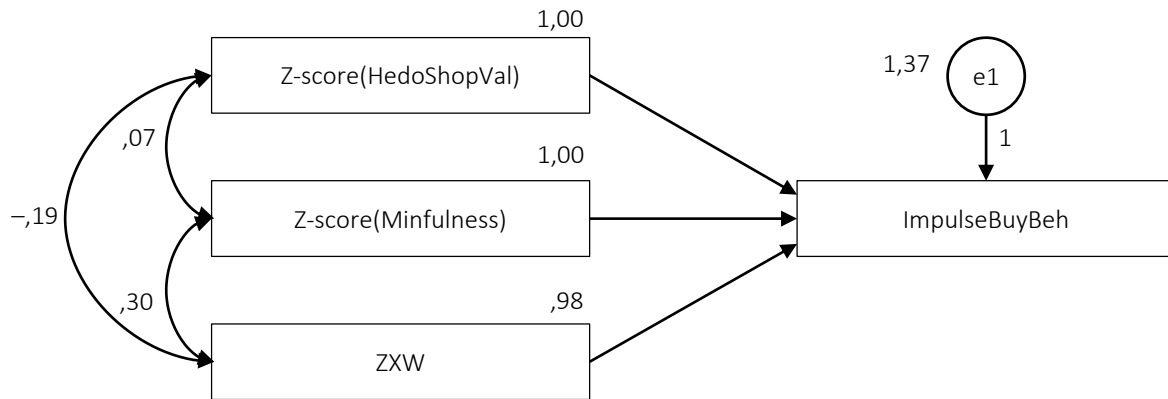 1,00
Z-score(HedoShopVal)
1,37
e1
,07
1
1,00
–,19
Z-score(Minfulness)
ImpulseBuyBeh
,30
,98
ZXW